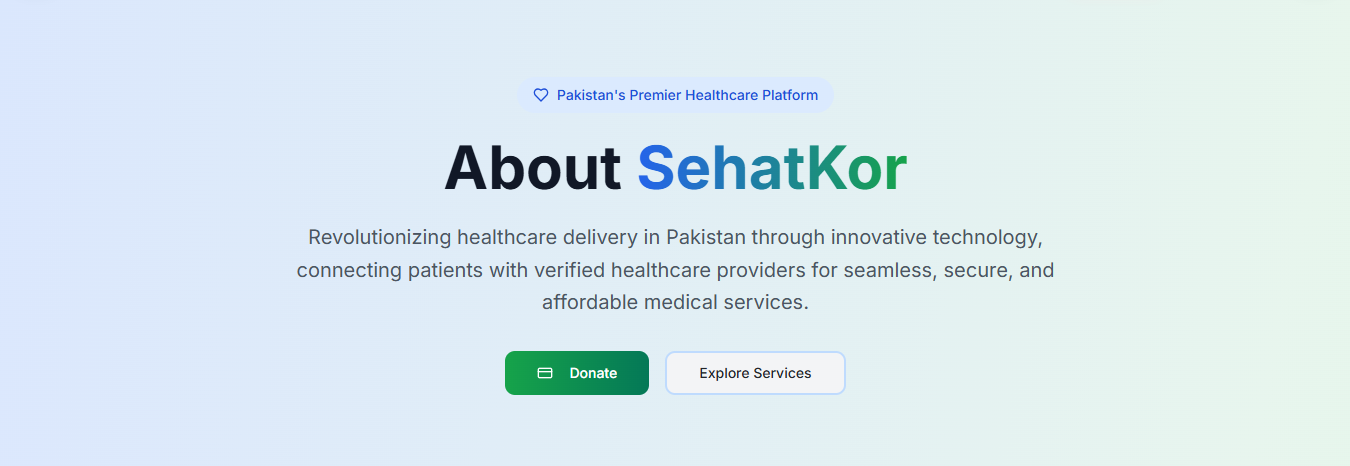 Pakistan's Premier Healthcare Platform
About SehatKor
Revolutionizing healthcare delivery in Pakistan through innovative technology,
connecting patients with verified healthcare providers for seamless, secure, and
affordable medical services.
Donate
Explore Services